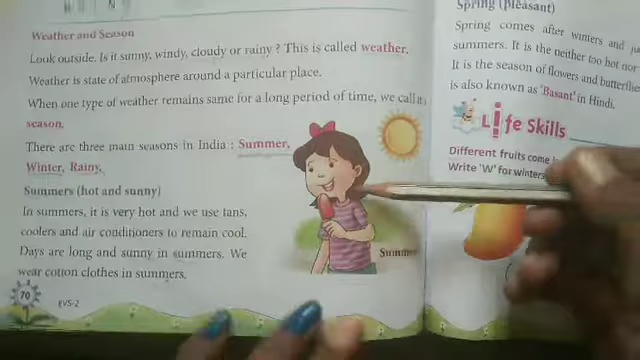 Weather and Season
Look outside. Is it sunny, windy, cloudy or rainy ? This is called weather.
Weather is state of atmosphere around a particular place.
When one type of weather remains same for a long period of time, we call it
season.
There are three main seasons in India : Summer,
Winter, Rainy.
Summers (hot and sunny)
In summers, it is very hot and we use fans,
coolers and air conditioners to remain cool.
Days are long and sunny in summers. We
wear cotton clothes in summers.
Summer
70
EVS-2
Spring (Pleasant)
Spring comes after winters and
summers. It is the neither too hot nor
It is the season of flowers and butterflie
is also known as 'Basant' in Hindi.
Life Skills
Different fruits come
Write 'W' for winters